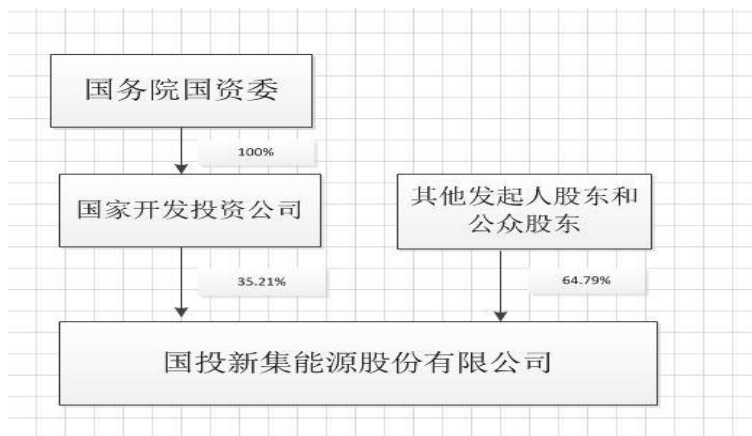 国务院国资委
100%
国家开发投资公司
其他发起人股东和
公众股东
35.21%
64.79%
国投新集能源股份有限公司